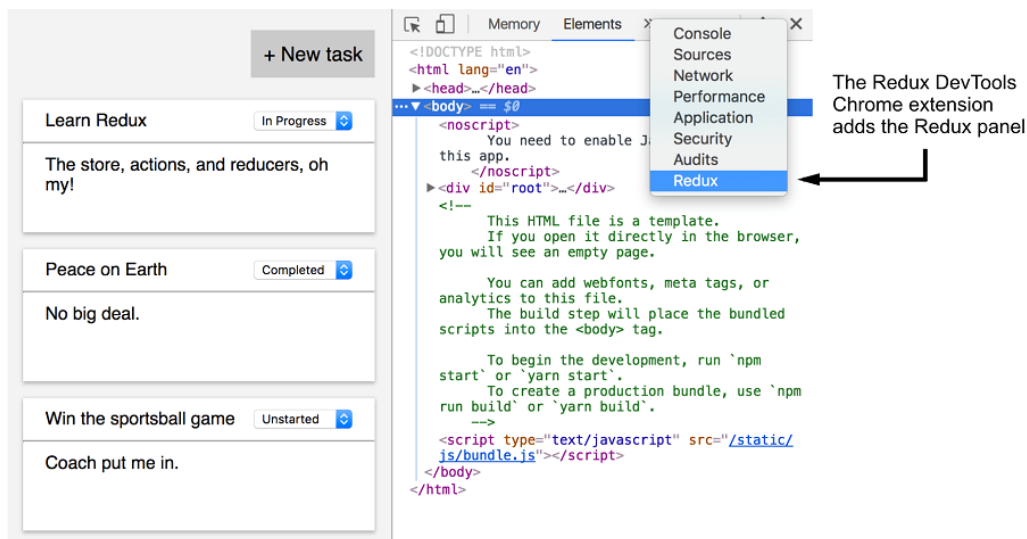 + New task
Learn Redux
In Progress
The store, actions, and reducers, oh
my!
Peace on Earth
Completed
No big deal.
Win the sportsball game
Unstarted
Coach put me in.
Memory
Elements
Console
Sources
Network
Performance
Application
Security
Audits
Redux
<!DOCTYPE html>
<html lang="en">
▶<head>…</head>
···▼<body> == $0
<noscript>
You need to enable
this app.
</noscript>
▶<div id="root">…</div>
<!--
This HTML file is a template.
If you open it directly in the browser,
you will see an empty page.
You can add webfonts, meta tags, or
analytics to this file.
The build step will place the bundled
scripts into the <body> tag.
To begin the development, run `npm
start` or `yarn start`.
To create a production bundle, use `npm
run build` or `yarn build`.
-->
<script type="text/javascript" src="/static/
js/bundle.js"></script>
</body>
</html>
The Redux DevTools
Chrome extension
adds the Redux panel